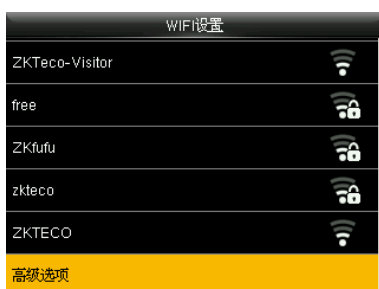 WIFI设置
ZKTeco-Visitor
free
ZKfufu
zkteco
ZKTECO
高级选项